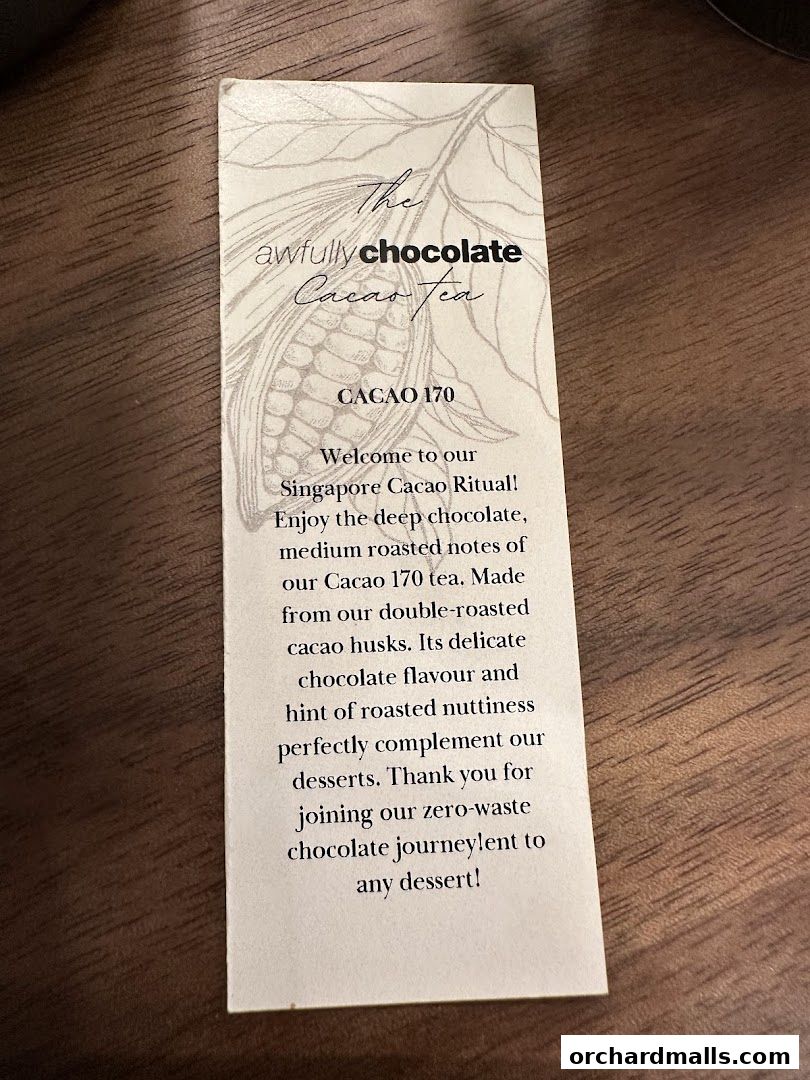 The
awfullychocolate
Cacao tea
CACAO 170
Welcome to our
Singapore Cacao Ritual!
Enjoy the deep chocolate,
medium roasted notes of
our Cacao 170 tea. Made
from our double-roasted
cacao husks. Its delicate
chocolate flavour and
hint of roasted nuttiness
perfectly complement our
desserts. Thank you for
joining our zero-waste
chocolate journey!ent to
any dessert!
orchardmalls.com